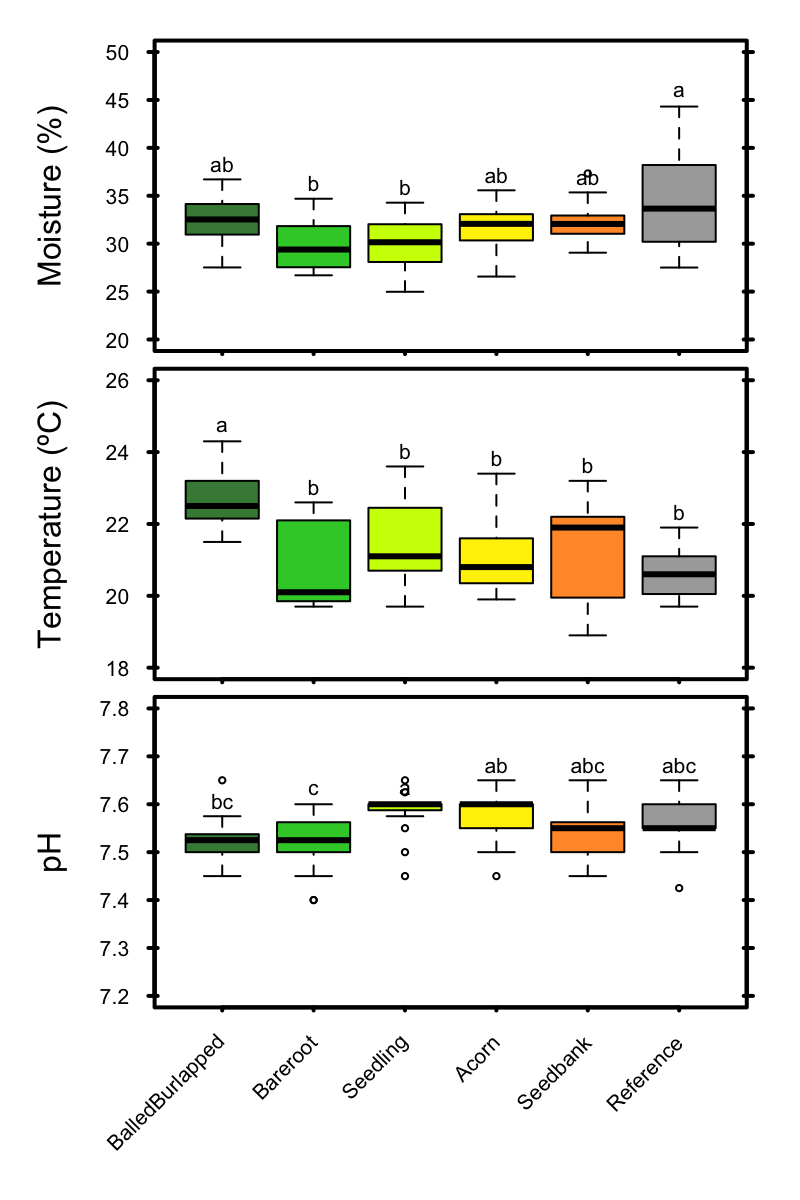 Moisture (%)
50
45
40
35
30
25
20
ab
b
b
ab
ab
a
Temperature (ºC)
26
24
22
20
18
a
b
b
b
b
b
pH
7.8
7.7
7.6
7.5
7.4
7.3
7.2
bc
c
a
ab
abc
abc
BalledBurlapped
Bareroot
Seedling
Acorn
Seedbank
Reference